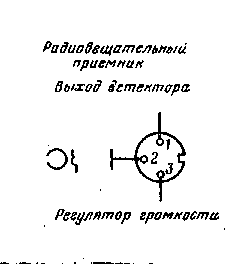 Радиовещательный
приемник
Выход детектора
1
2
3
Регулятор громкости